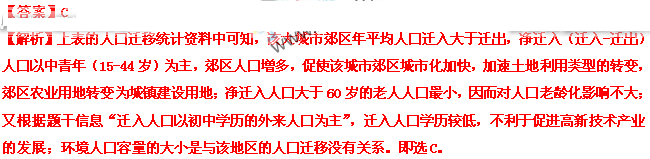 【答案】C
【解析】上表的人口迁移统计资料中可知，该大城市郊区年平均人口迁入大于迁出，净迁入（迁入-迁出）
人口以中青年（15-44岁）为主，郊区人口增多，促使该城市郊区城市化加快，加速土地利用类型的转变，
郊区农业用地转变为城镇建设用地；净迁入人口大于60岁的老人人口最小，因而对人口老龄化影响不大；
又根据题干信息“迁入人口以初中学历的外来人口为主”，迁入人口学历较低，不利于促进高新技术产业
的发展；环境人口容量的大小是与该地区的人口迁移没有关系。即选C。